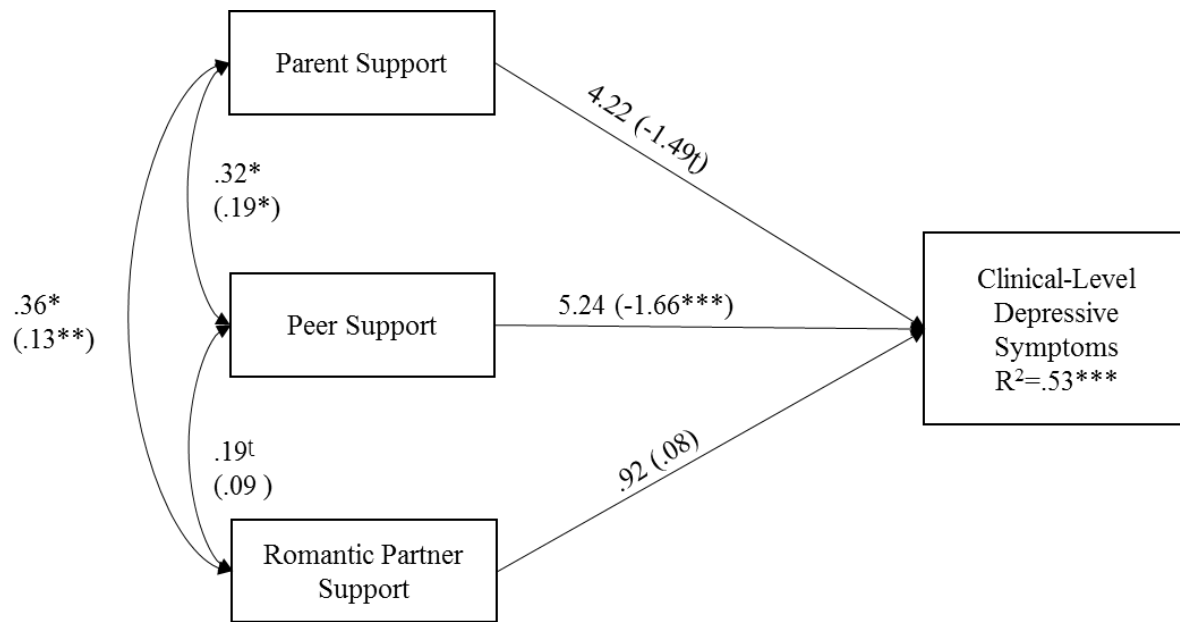 Parent Support
4.22 (-1.49t)
.32*
(.19*)
.36*
(.13**)
Peer Support
5.24 (-1.66***)
Clinical-Level
Depressive
Symptoms
R²=.53***
.19ᵗ
(.09 )
.92 (.08)
Romantic Partner
Support